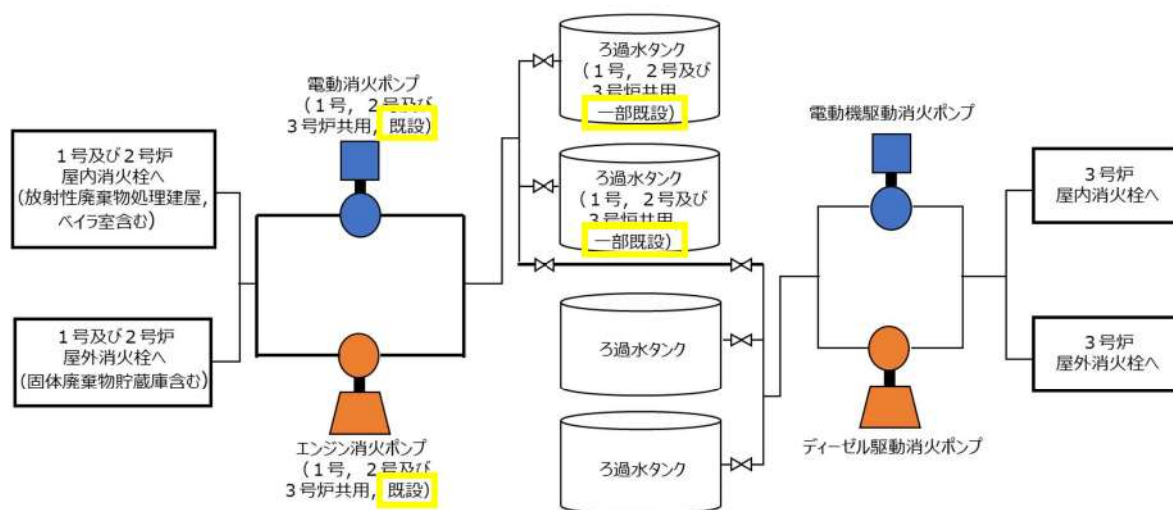 電動消火ポンプ
(1号，2号及び
3号炉共用，既設)
1号及び2号炉
屋内消火栓へ
(放射性廃棄物処理建屋，
ベイラ室含む)
1号及び2号炉
屋外消火栓へ
(固体廃棄物貯蔵庫含む)
エンジン消火ポンプ
(1号，2号及び
3号炉共用，既設)
ろ過水タンク
(1号，2号及び
3号炉共用
一部既設)
ろ過水タンク
(1号，2号及び
3号炉共用
一部既設)
ろ過水タンク
ろ過水タンク
電動機駆動消火ポンプ
ディーゼル駆動消火ポンプ
3号炉
屋内消火栓へ
3号炉
屋外消火栓へ